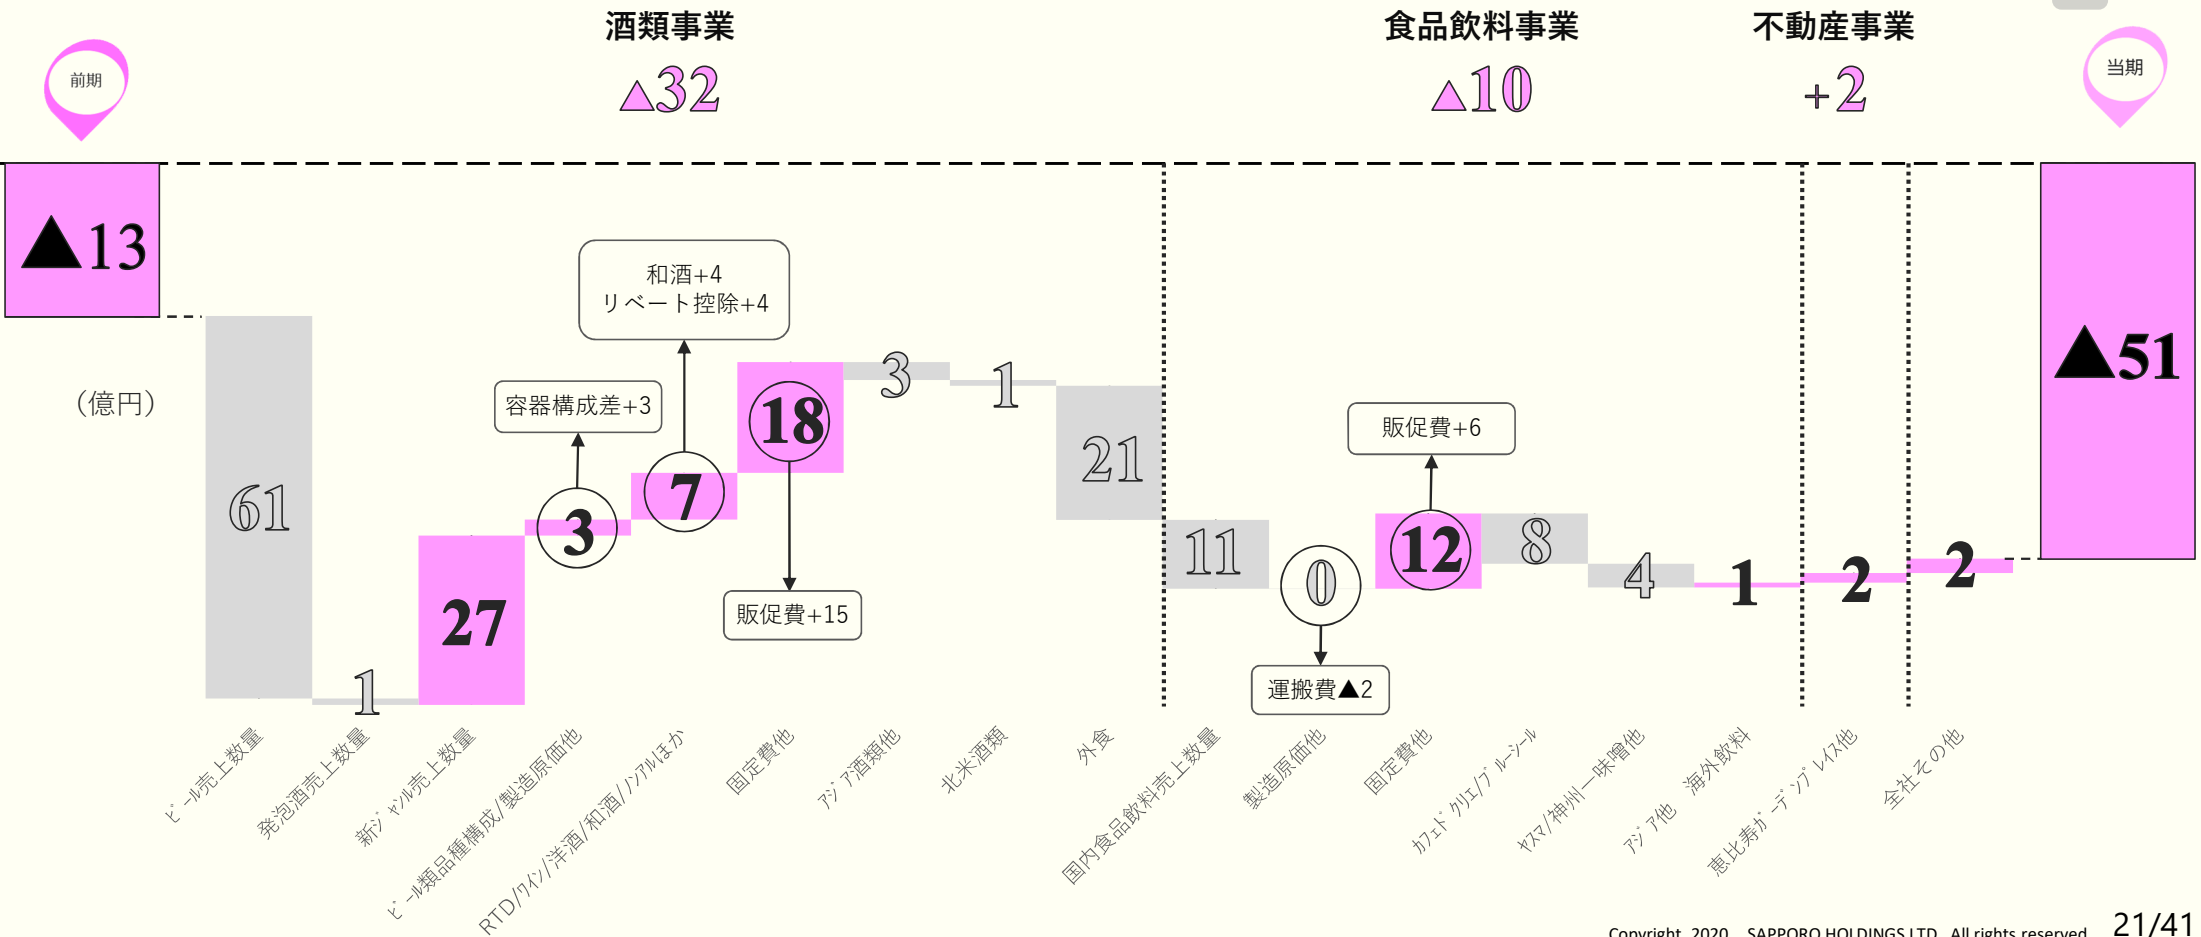 酒類事業
▲32
食品飲料事業
▲10
不動産事業
+2
前期
当期
▲13
▲51
（億円）
61
1
27
3
7
18
3
1
21
11
0
12
8
4
1
2
2
容器構成差+3
和酒+4
リベート控除+4
販促費+15
運搬費▲2
販促費+6
ﾋﾞｰﾙ売上数量
発泡酒売上数量
新ｼﾞｬﾝﾙ売上数量
ﾋﾞｰﾙ類品種構成/製造原価他
RTD/ﾜｲﾝ/洋酒/和酒/ﾉﾝｱﾙほか
固定費他
ｱｼﾞｱ酒類他
北米酒類
外食
国内食品飲料売上数量
製造原価他
固定費他
ｶﾌｪﾄﾞｸﾘｴ/ﾌﾞﾙｰｼｰﾙ
ﾔｽﾏ/神州一味噌他
ｱｼﾞｱ他　海外飲料
恵比寿ｶﾞｰﾃﾞﾝﾌﾟﾚｲｽ他
全社その他
Copyright, 2020 SAPPORO HOLDINGS LTD. All rights reserved.
21/41